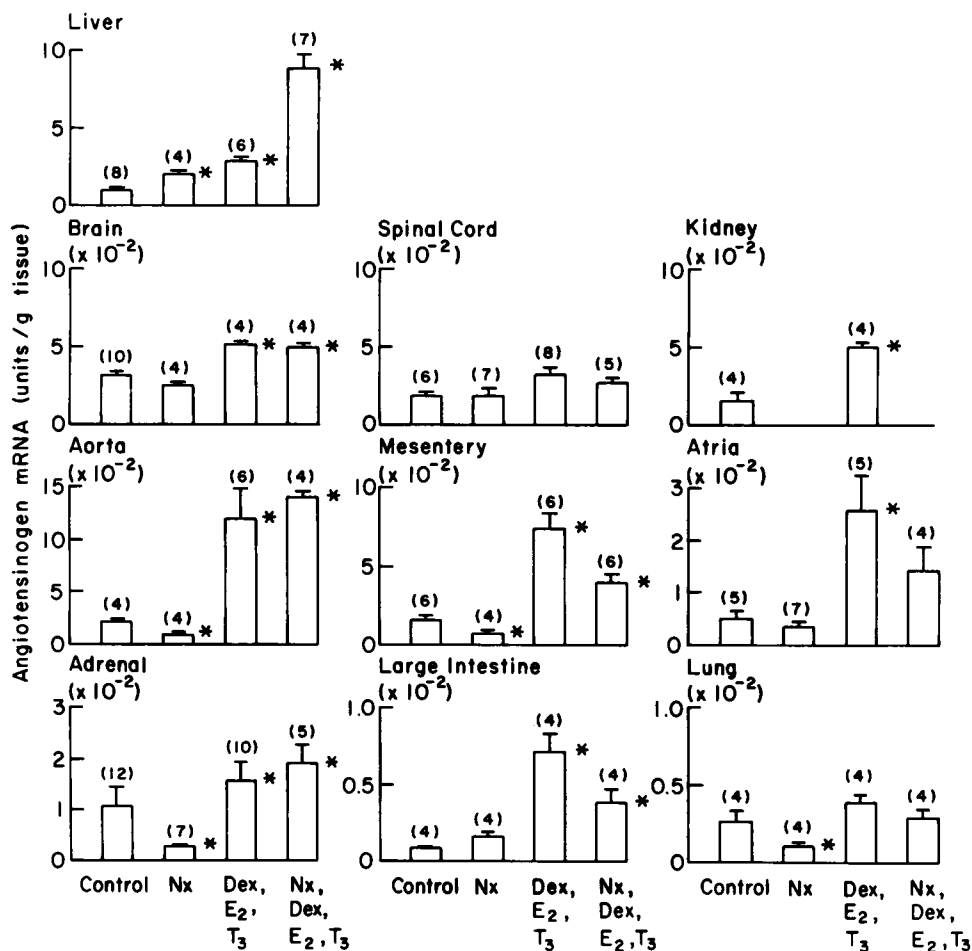 Angiotensinogen mRNA (units/g tissue)
Liver
10
5
0
(8)
(4)
*
(6)
*
(7)
*
Brain
(x 10-2)
10
5
0
(10)
(4)
(4)
*
(4)
*
Spinal Cord
(x 10-2)
10
5
0
(6)
(7)
(8)
(5)
Kidney
(x 10-2)
10
5
0
(4)
(4)
*
Aorta
(x 10-2)
15
10
5
0
(4)
(4)
*
(6)
*
(4)
*
Mesentery
(x 10-2)
10
5
0
(6)
(4)
*
(6)
*
(6)
*
Atria
(x 10-2)
3
2
1
0
(5)
(7)
(5)
*
(4)
Adrenal
(x 10-2)
3
2
1
0
(12)
(7)
*
(10)
*
(5)
*
Large Intestine
(x 10-2)
1.0
0.5
0
(4)
(4)
(4)
*
(4)
*
Lung
(x 10-2)
1.0
0.5
0
(4)
(4)
*
(4)
(4)
Control
Nx
Dex,
E2,
T3
Nx,
Dex,
E2, T3
Control
Nx
Dex,
E2,
T3
Nx,
Dex,
E2, T3
Control
Nx
Dex,
E2,
T3
Nx,
Dex,
E2, T3